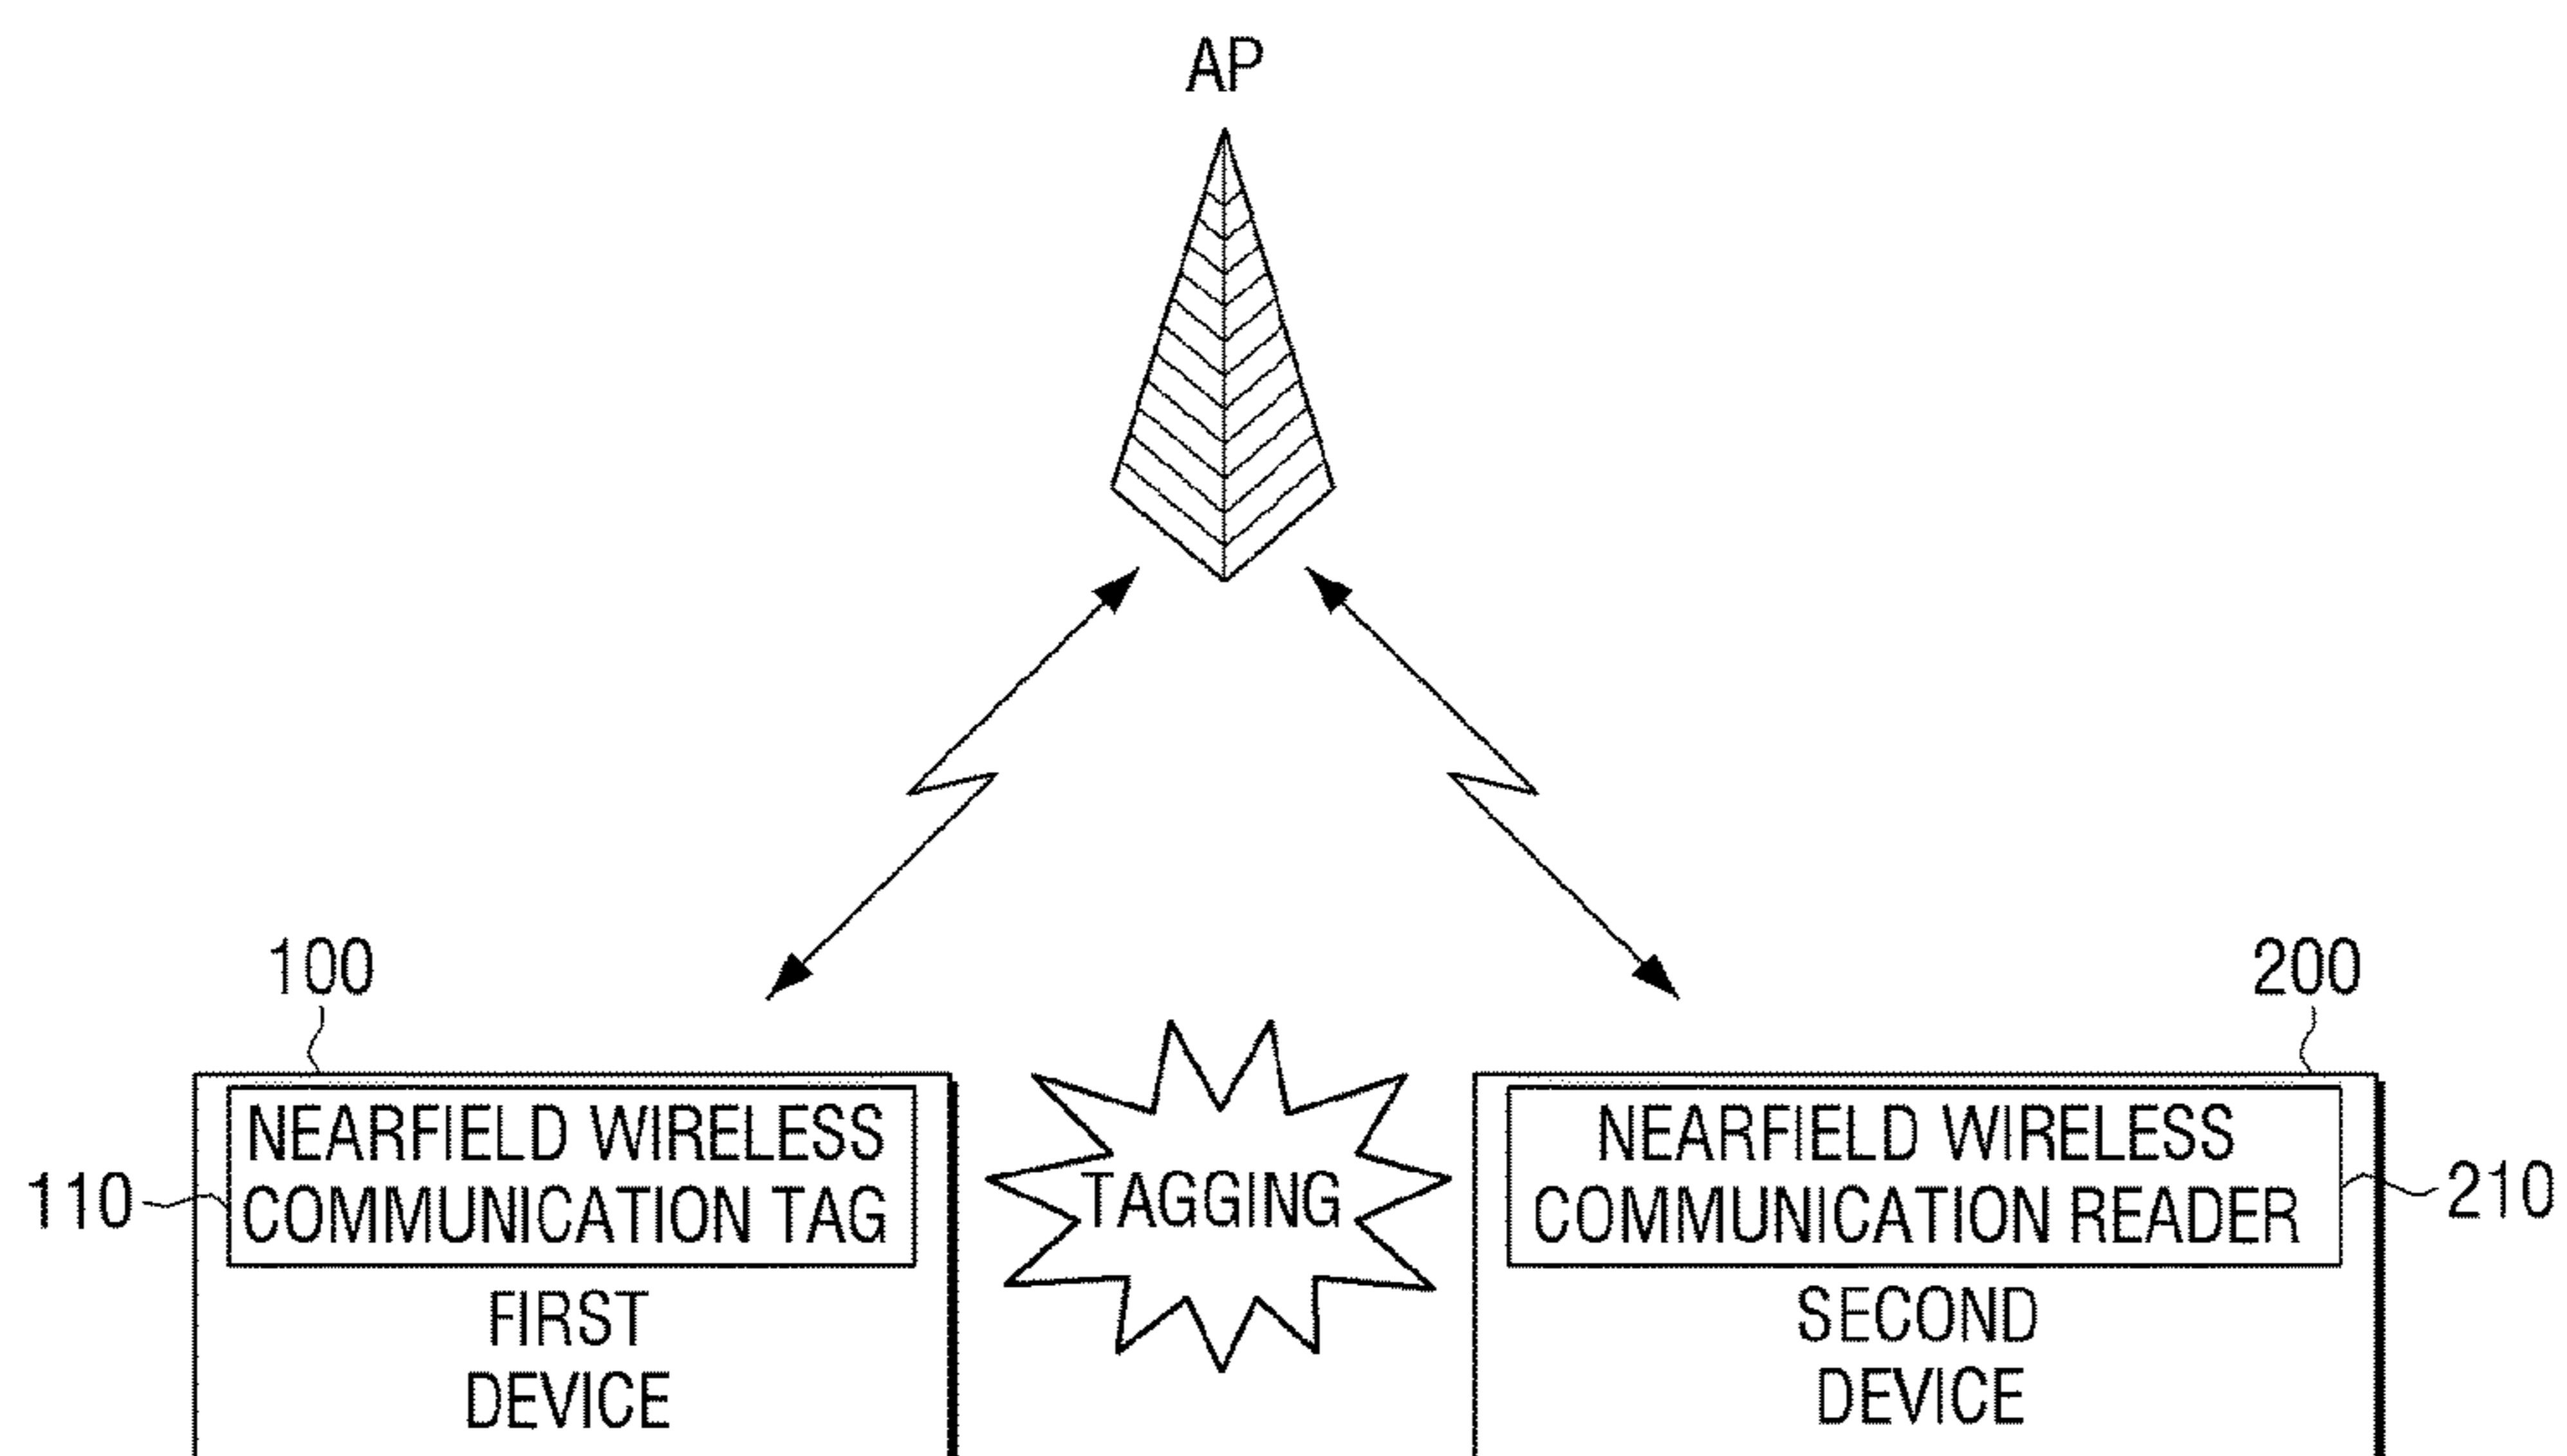 AP
100
200
NEARFIELD WIRELESS
COMMUNICATION TAG
110
FIRST
DEVICE
TAGGING
NEARFIELD WIRELESS
COMMUNICATION READER
210
SECOND
DEVICE